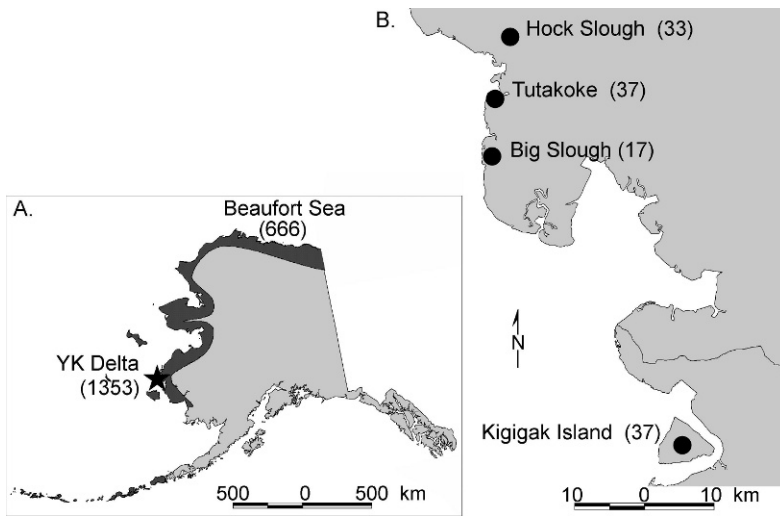 A.
Beaufort Sea
(666)
YK Delta
(1353)
500 0 500 km
B.
Hock Slough (33)
Tutakoke (37)
Big Slough (17)
N
Kigigak Island (37)
10 0 10 km